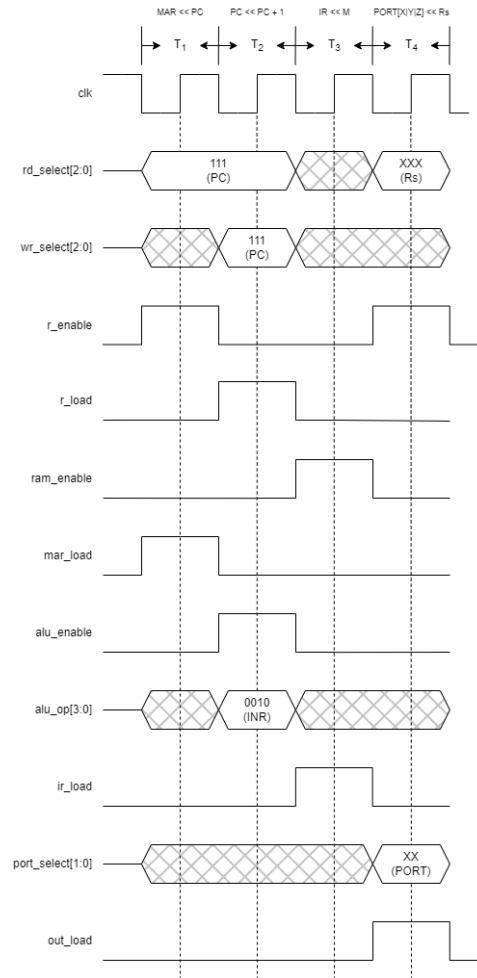 MAR << PC PC << PC + 1 IR << M PORT[X|Y|Z] << Rs
T1 T2 T3 T4
clk
rd_select[2:0]
111
(PC)
XXX
(Rs)
wr_select[2:0]
111
(PC)
r_enable
r_load
ram_enable
mar_load
alu_enable
alu_op[3:0]
0010
(INR)
ir_load
port_select[1:0]
XX
(PORT)
out_load